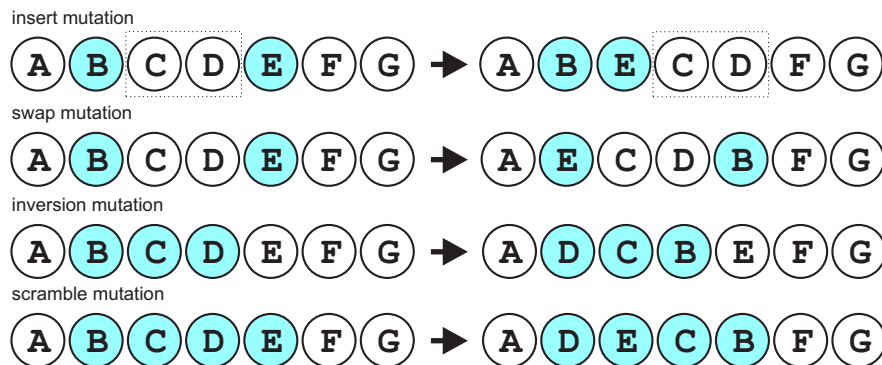 insert mutation
A B C D E F G A B E C D F G
swap mutation
A B C D E F G A E C D B F G
inversion mutation
A B C D E F G A D C B E F G
scramble mutation
A B C D E F G A D E C B F G